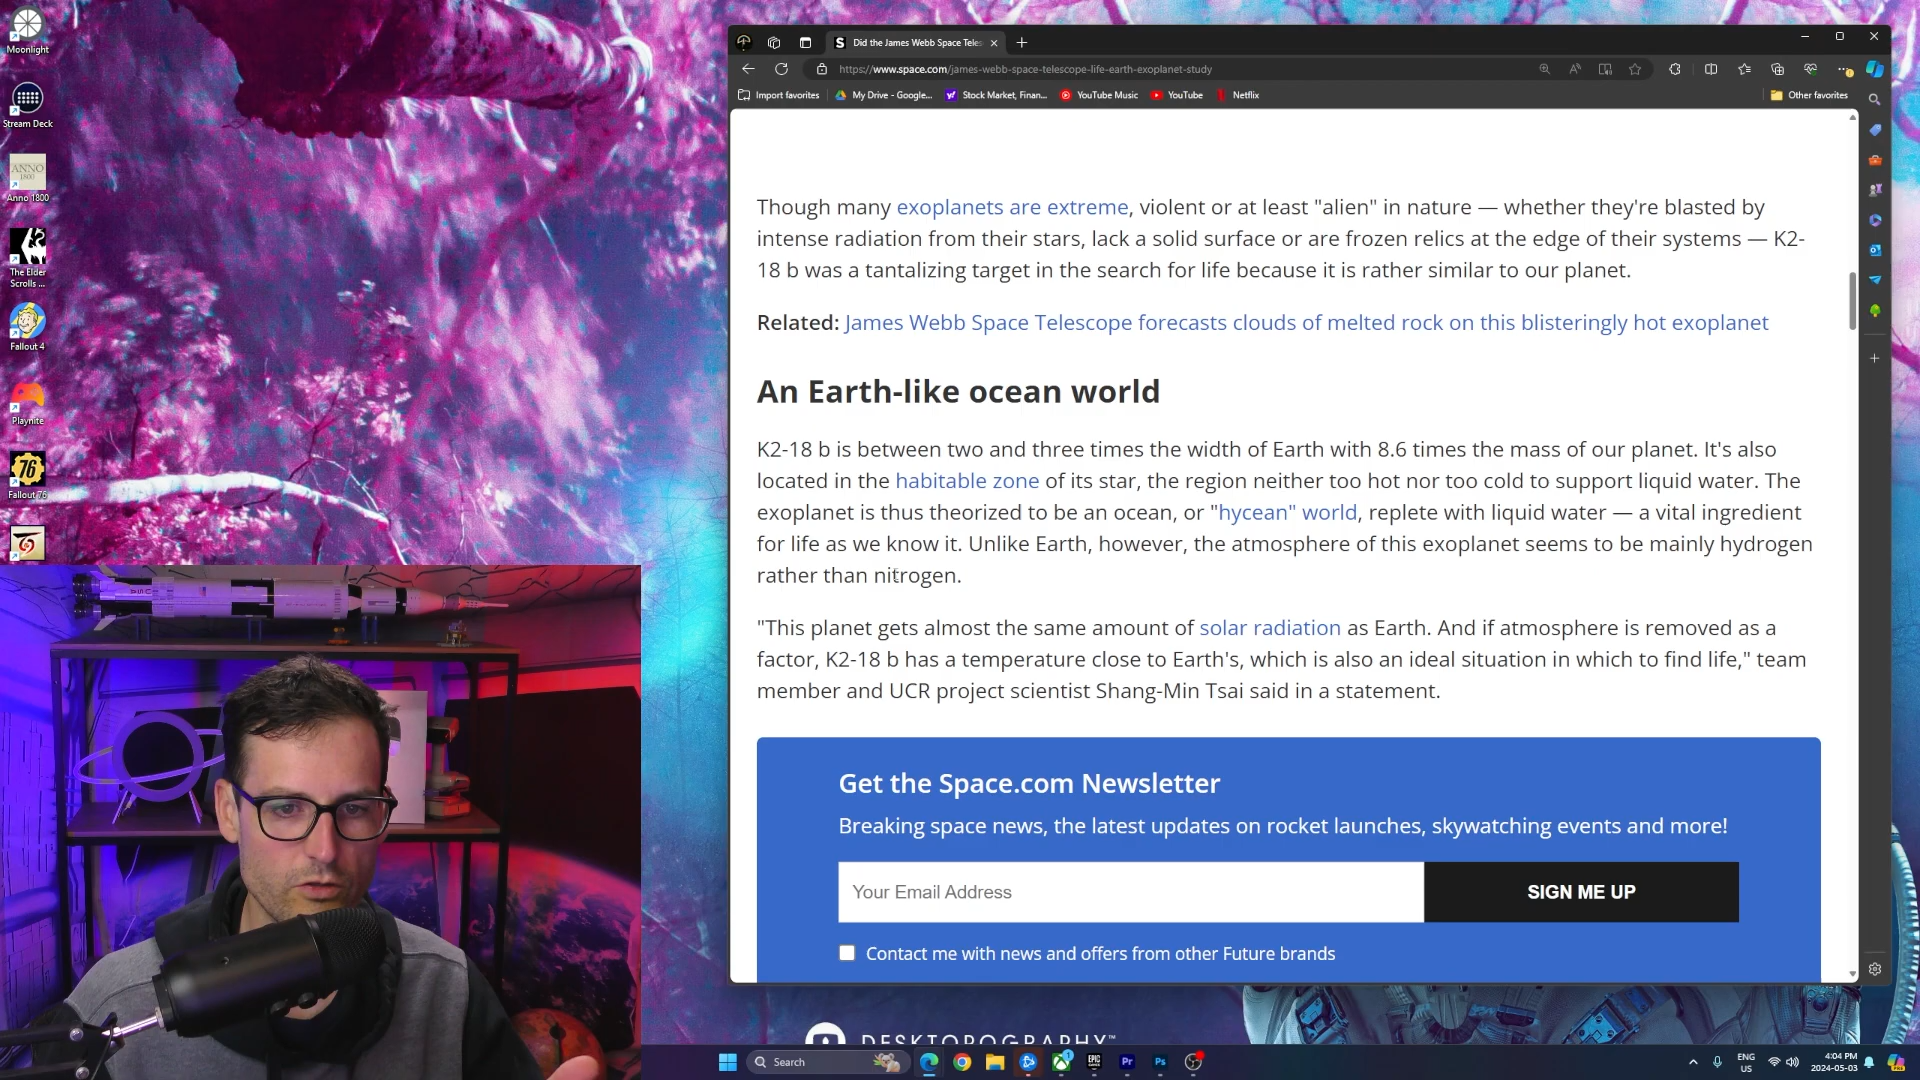 Moonlight
Stream Deck
ANNO
1800
Anno 1800
The Elder
Scrolls ...
Fallout 4
Playnite
76
Fallout 76
Did the James Webb Space Teles
https://www.space.com/james-webb-space-telescope-life-earth-exoplanet-study
Import favorites
My Drive - Google...
Stock Market, Finan...
YouTube Music
YouTube
Netflix
Other favorites
Though many exoplanets are extreme, violent or at least "alien" in nature — whether they're blasted by
intense radiation from their stars, lack a solid surface or are frozen relics at the edge of their systems — K2-
18 b was a tantalizing target in the search for life because it is rather similar to our planet.
Related: James Webb Space Telescope forecasts clouds of melted rock on this blisteringly hot exoplanet
An Earth-like ocean world
K2-18 b is between two and three times the width of Earth with 8.6 times the mass of our planet. It's also
located in the habitable zone of its star, the region neither too hot nor too cold to support liquid water. The
exoplanet is thus theorized to be an ocean, or "hycean" world, replete with liquid water — a vital ingredient
for life as we know it. Unlike Earth, however, the atmosphere of this exoplanet seems to be mainly hydrogen
rather than nitrogen.
"This planet gets almost the same amount of solar radiation as Earth. And if atmosphere is removed as a
factor, K2-18 b has a temperature close to Earth's, which is also an ideal situation in which to find life," team
member and UCR project scientist Shang-Min Tsai said in a statement.
Get the Space.com Newsletter
Breaking space news, the latest updates on rocket launches, skywatching events and more!
Your Email Address
SIGN ME UP
Contact me with news and offers from other Future brands
DESKTOPOGRAPHY™
Search
EPIC
Pr
Ps
ENG
US
4:04 PM
2024-05-03